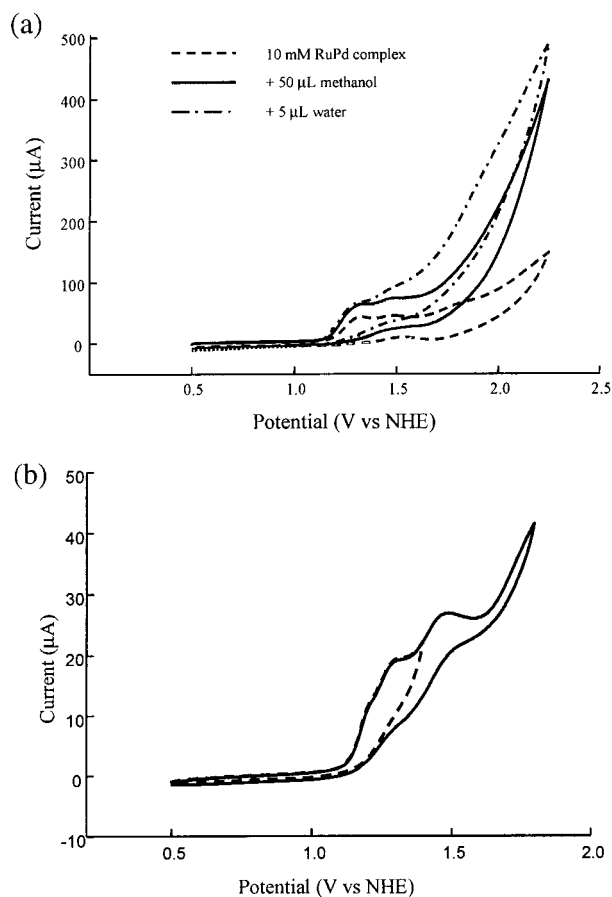 (a)
500
400
300
200
100
0
Current (µA)
10 mM RuPd complex
+ 50 µL methanol
+ 5 µL water
0.5
1.0
1.5
2.0
2.5
Potential (V vs NHE)
(b)
50
40
30
20
10
0
-10
Current (µA)
0.5
1.0
1.5
2.0
Potential (V vs NHE)